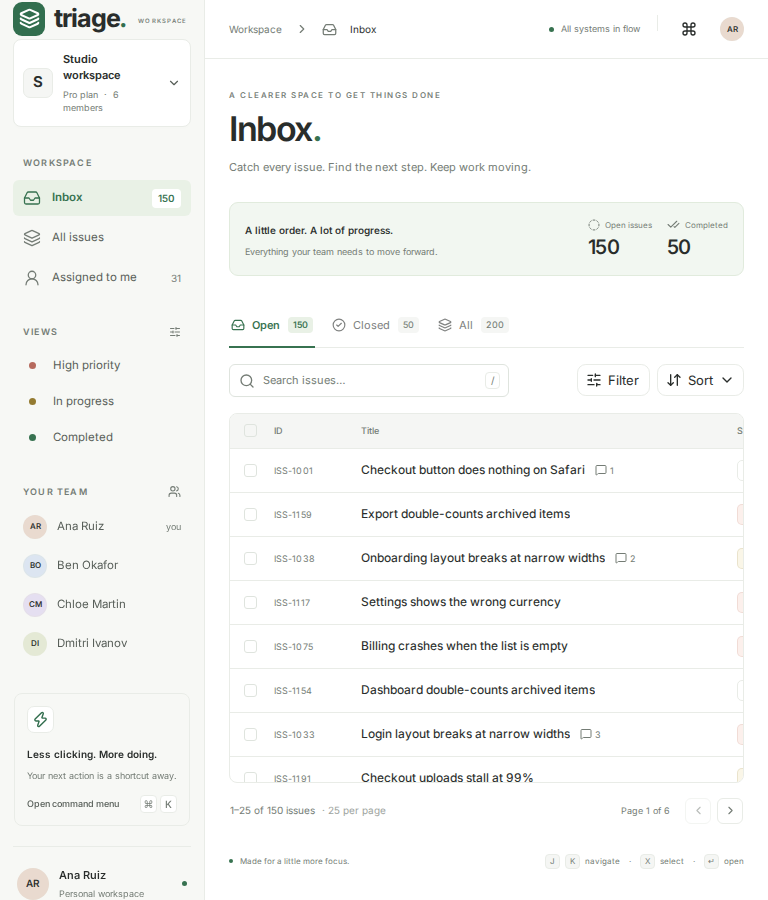 triage. WORKSPACE
S Studio workspace
Pro plan · 6 members
WORKSPACE
Inbox 150
All issues
Assigned to me 31
VIEWS
High priority
In progress
Completed
YOUR TEAM
AR Ana Ruiz you
BO Ben Okafor
CM Chloe Martin
DI Dmitri Ivanov
Less clicking. More doing.
Your next action is a shortcut away.
Open command menu ⌘ K
AR Ana Ruiz
Personal workspace
Workspace > Inbox
All systems in flow ⌘ AR
A CLEARER SPACE TO GET THINGS DONE
Inbox.
Catch every issue. Find the next step. Keep work moving.
A little order. A lot of progress.
Everything your team needs to move forward.
Open issues
150
Completed
50
Open 150 Closed 50 All 200
Search issues... /
Filter Sort
ID Title S
ISS-1001 Checkout button does nothing on Safari 1
ISS-1159 Export double-counts archived items
ISS-1038 Onboarding layout breaks at narrow widths 2
ISS-1117 Settings shows the wrong currency
ISS-1075 Billing crashes when the list is empty
ISS-1154 Dashboard double-counts archived items
ISS-1033 Login layout breaks at narrow widths 3
ISS-1191 Checkout uploads stall at 99%
1–25 of 150 issues · 25 per page
Page 1 of 6
Made for a little more focus.
J K navigate · X select · ↵ open